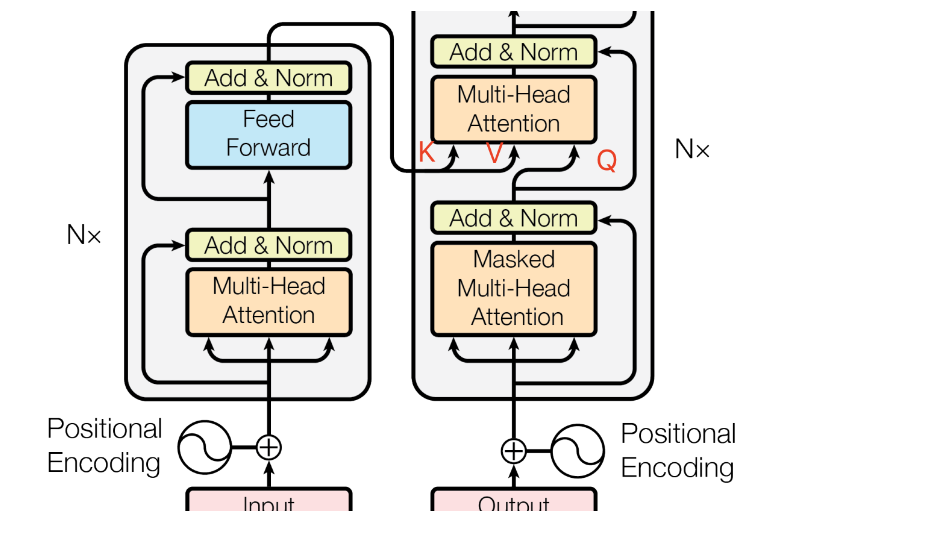 Add & Norm
Feed
Forward
Nx
Add & Norm
Multi-Head
Attention
Positional
Encoding
Input
Add & Norm
Multi-Head
Attention
K
V
Q
Nx
Add & Norm
Masked
Multi-Head
Attention
Positional
Encoding
Output